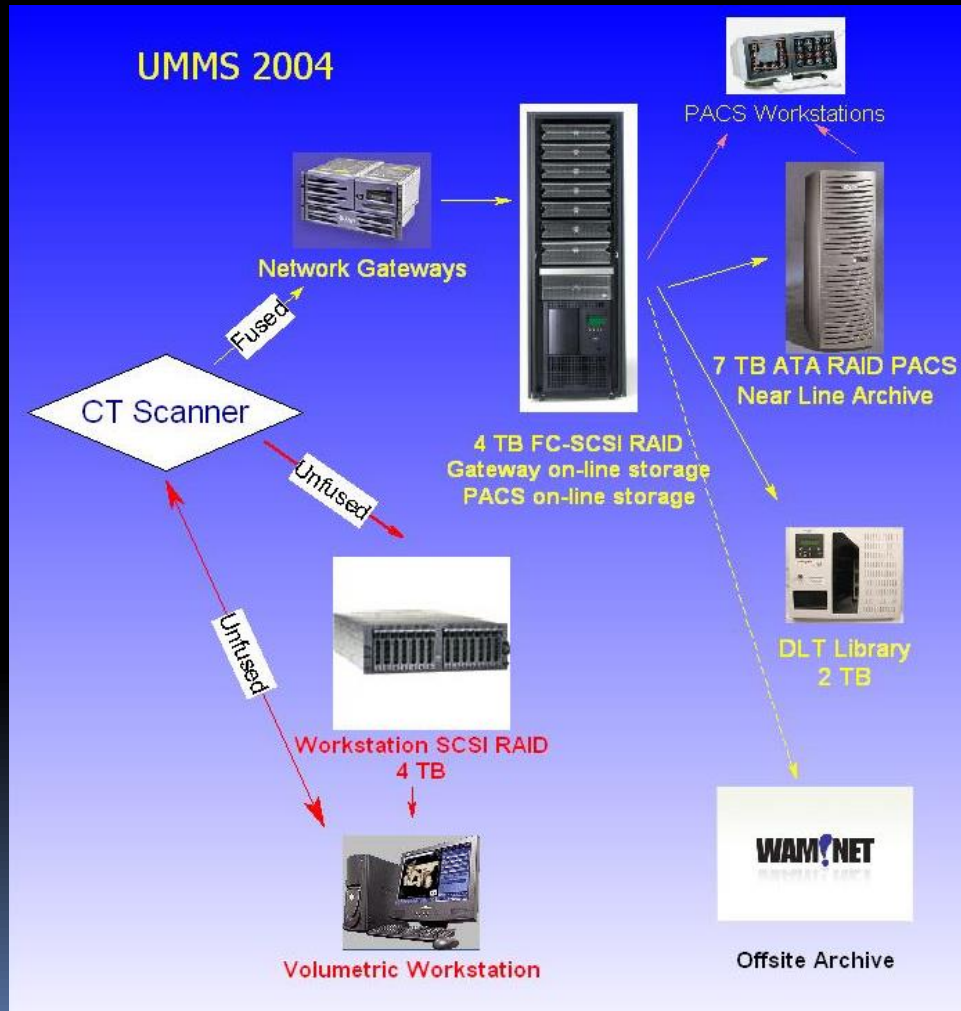 UMMS 2004
PACS Workstations
Network Gateways
Fused
7 TB ATA RAID PACS
Near Line Archive
CT Scanner
4 TB FC-SCSI RAID
Gateway on-line storage
PACS on-line storage
Unfused
Unfused
DLT Library
2 TB
Workstation SCSI RAID
4 TB
WAM!NET
Volumetric Workstation
Offsite Archive